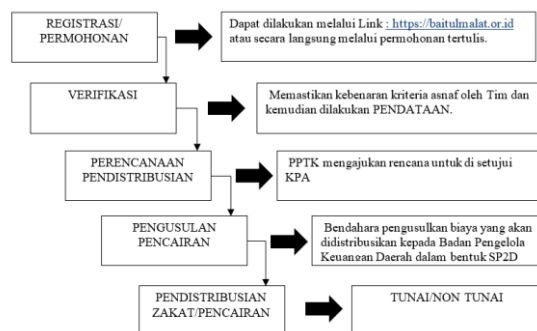 REGISTRASI/
PERMOHONAN
Dapat dilakukan melalui Link : https://baitulmalat.or.id
atau secara langsung melalui permohonan tertulis.
VERIFIKASI
Memastikan kebenaran kriteria asnaf oleh Tim dan
kemudian dilakukan PENDATAAN.
PERENCANAAN
PENDISTRIBUSIAN
PPTK mengajukan rencana untuk di setujui
KPA
PENGUSULAN
PENCAIRAN
Bendahara pengusulkan biaya yang akan
didistribusikan kepada Badan Pengelola
Keuangan Daerah dalam bentuk SP2D
PENDISTRIBUSIAN
ZAKAT/PENCAIRAN
TUNAI/NON TUNAI